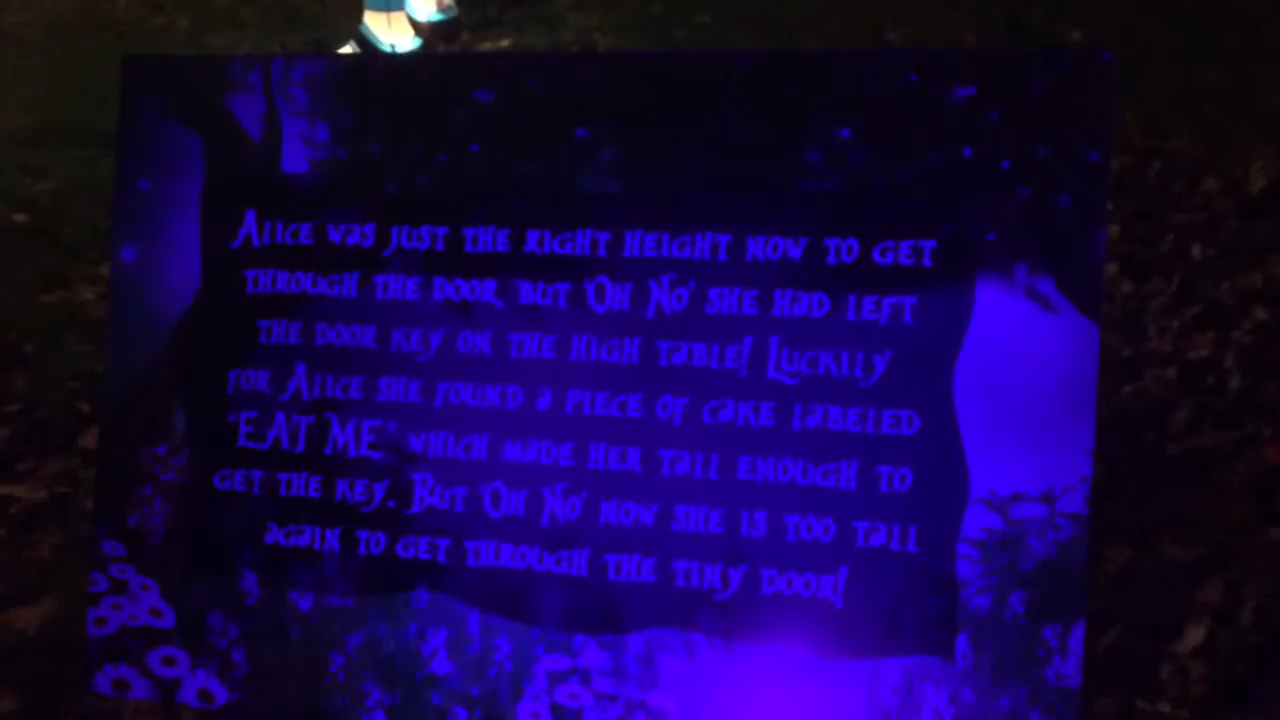 Alice was just the right height now to get
through the door, but 'Oh No' she had left
the door key on the high table! Luckily
for Alice she found a piece of cake labeled
"EAT ME" which made her tall enough to
get the key. But 'Oh No' now she is too tall
again to get through the tiny door!